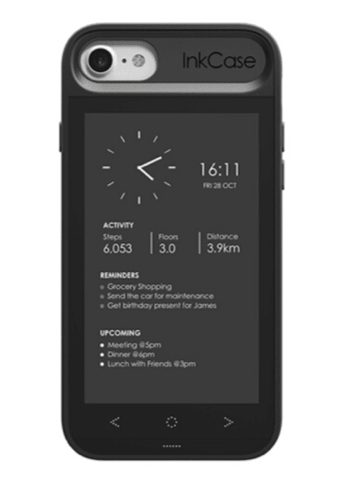 InkCase
16:11
FRI 28 OCT
ACTIVITY
Steps Floors Distance
6,053 3.0 3.9km
REMINDERS
Grocery Shopping
Send the car for maintenance
Get birthday present for James
UPCOMING
Meeting @5pm
Dinner @6pm
Lunch with Friends @3pm